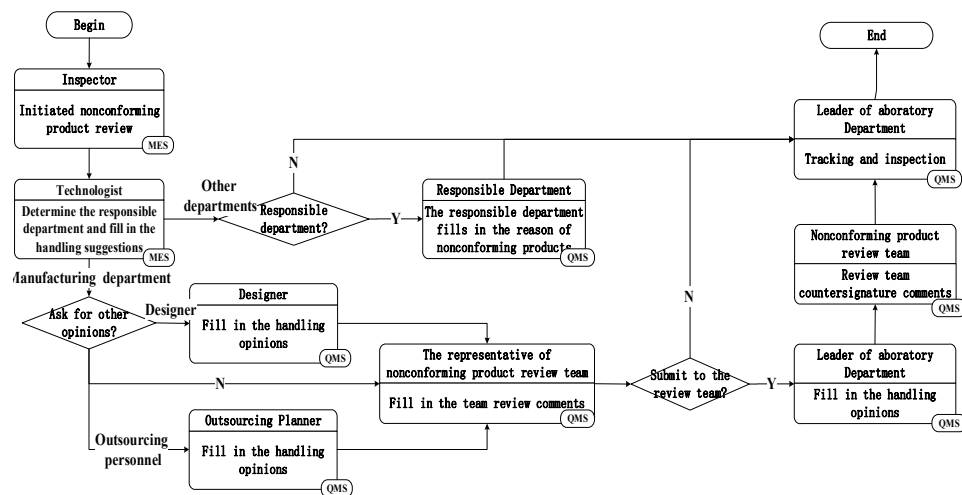 Begin
Inspector
Initiated nonconforming
product review
MES
Technologist
Determine the responsible
department and fill in the
handling suggestions
MES
Other
departments
Responsible
department?
N
Y
Responsible Department
The responsible department
fills in the reason of
nonconforming products
QMS
Manufacturing department
Ask for other
opinions?
Designer
Designer
Fill in the handling
opinions
QMS
N
Outsourcing
personnel
Outsourcing Planner
Fill in the handling
opinions
QMS
The representative of
nonconforming product review team
Fill in the team review comments
QMS
Submit to the
review team?
N
Y
Leader of aboratory
Department
Fill in the handling
opinions
QMS
Nonconforming product
review team
Review team
countersignature comments
QMS
Leader of aboratory
Department
Tracking and inspection
QMS
End